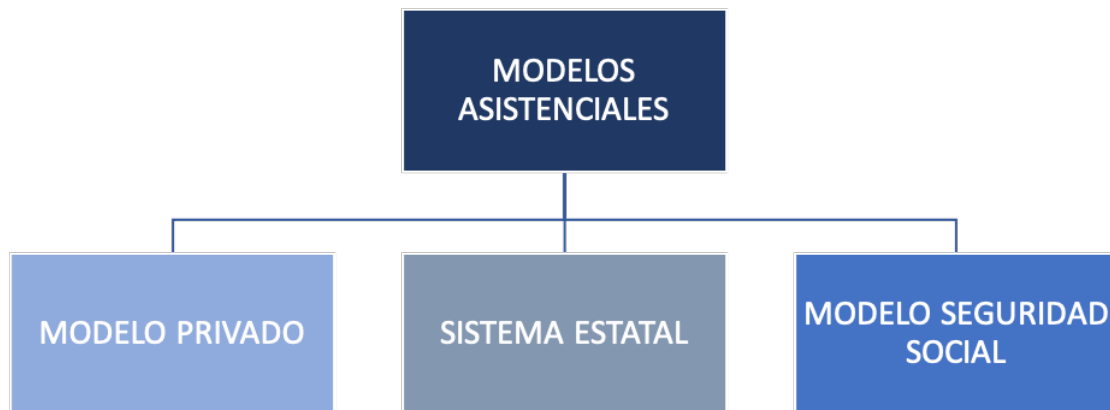 MODELOS
ASISTENCIALES
MODELO PRIVADO
SISTEMA ESTATAL
MODELO SEGURIDAD
SOCIAL